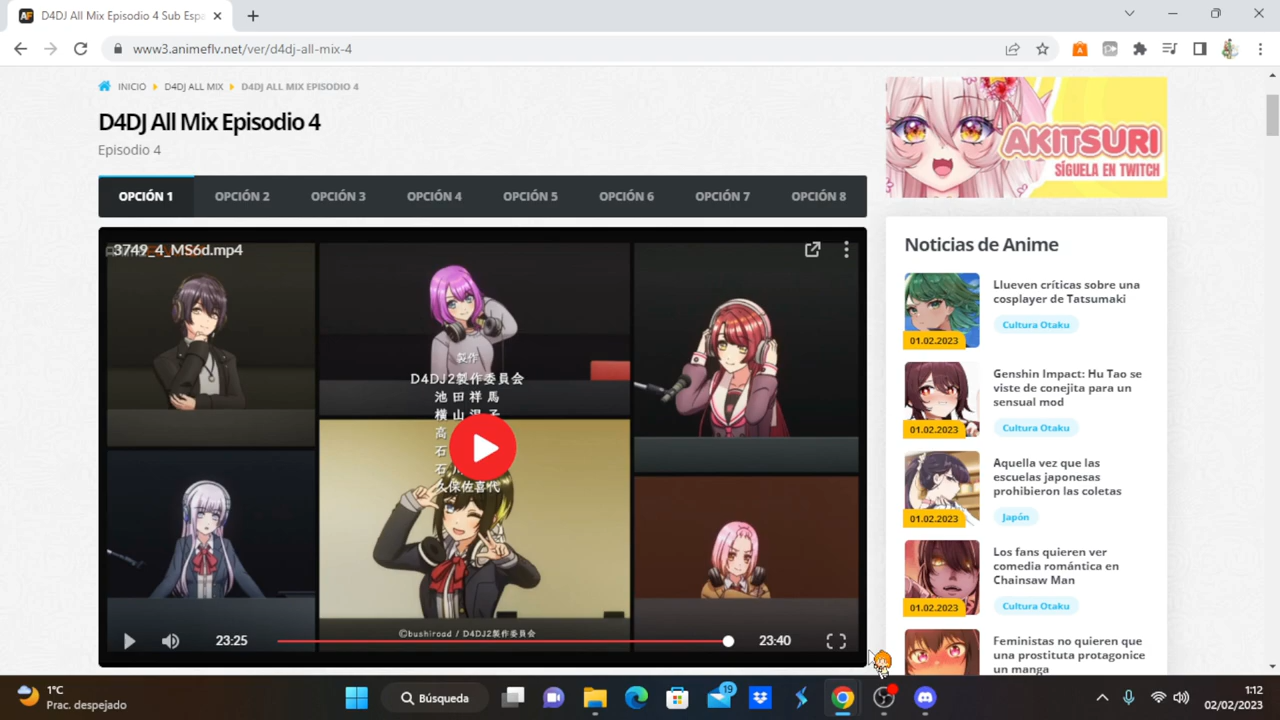 D4DJ All Mix Episodio 4 Sub Espa
www3.animeflv.net/ver/d4dj-all-mix-4
INICIO
D4DJ ALL MIX
D4DJ ALL MIX EPISODIO 4
D4DJ All Mix Episodio 4
Episodio 4
OPCIÓN 1
OPCIÓN 2
OPCIÓN 3
OPCIÓN 4
OPCIÓN 5
OPCIÓN 6
OPCIÓN 7
OPCIÓN 8
3749_4_MS6d.mp4
製作
D4DJ2製作委員会
池田祥馬
横山
高
石
石川
久保佐喜代
©bushiroad / D4DJ2製作委員会
23:25
23:40
AKITSURI
SÍGUELA EN TWITCH
Noticias de Anime
Llueven críticas sobre una
cosplayer de Tatsumaki
Cultura Otaku
01.02.2023
Genshin Impact: Hu Tao se
viste de conejita para un
sensual mod
Cultura Otaku
01.02.2023
Aquella vez que las
escuelas japonesas
prohibieron las coletas
Japón
01.02.2023
Los fans quieren ver
comedia romántica en
Chainsaw Man
Cultura Otaku
01.02.2023
Feministas no quieren que
una prostituta protagonice
un manga
1°C
Prac. despejado
Búsqueda
19
1:12
02/02/2023